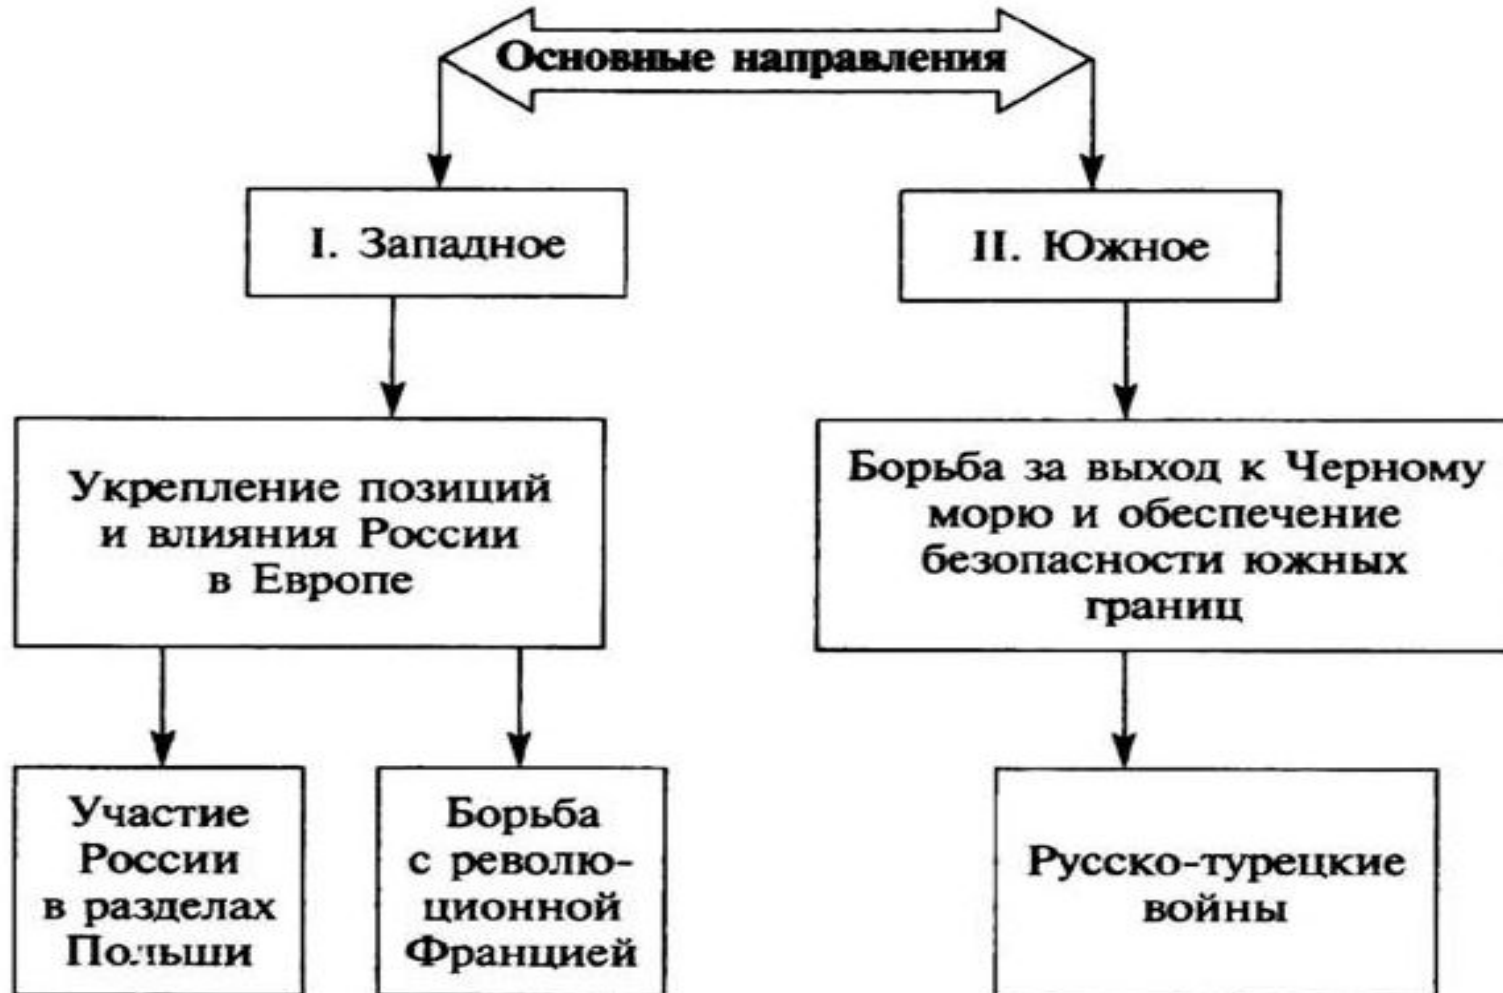 Основные направления
I. Западное
II. Южное
Укрепление позиций
и влияния России
в Европе
Борьба за выход к Черному
морю и обеспечение
безопасности южных
границ
Участие
России
в разделах
Польши
Борьба
с револю-
ционной
Францией
Русско-турецкие
войны